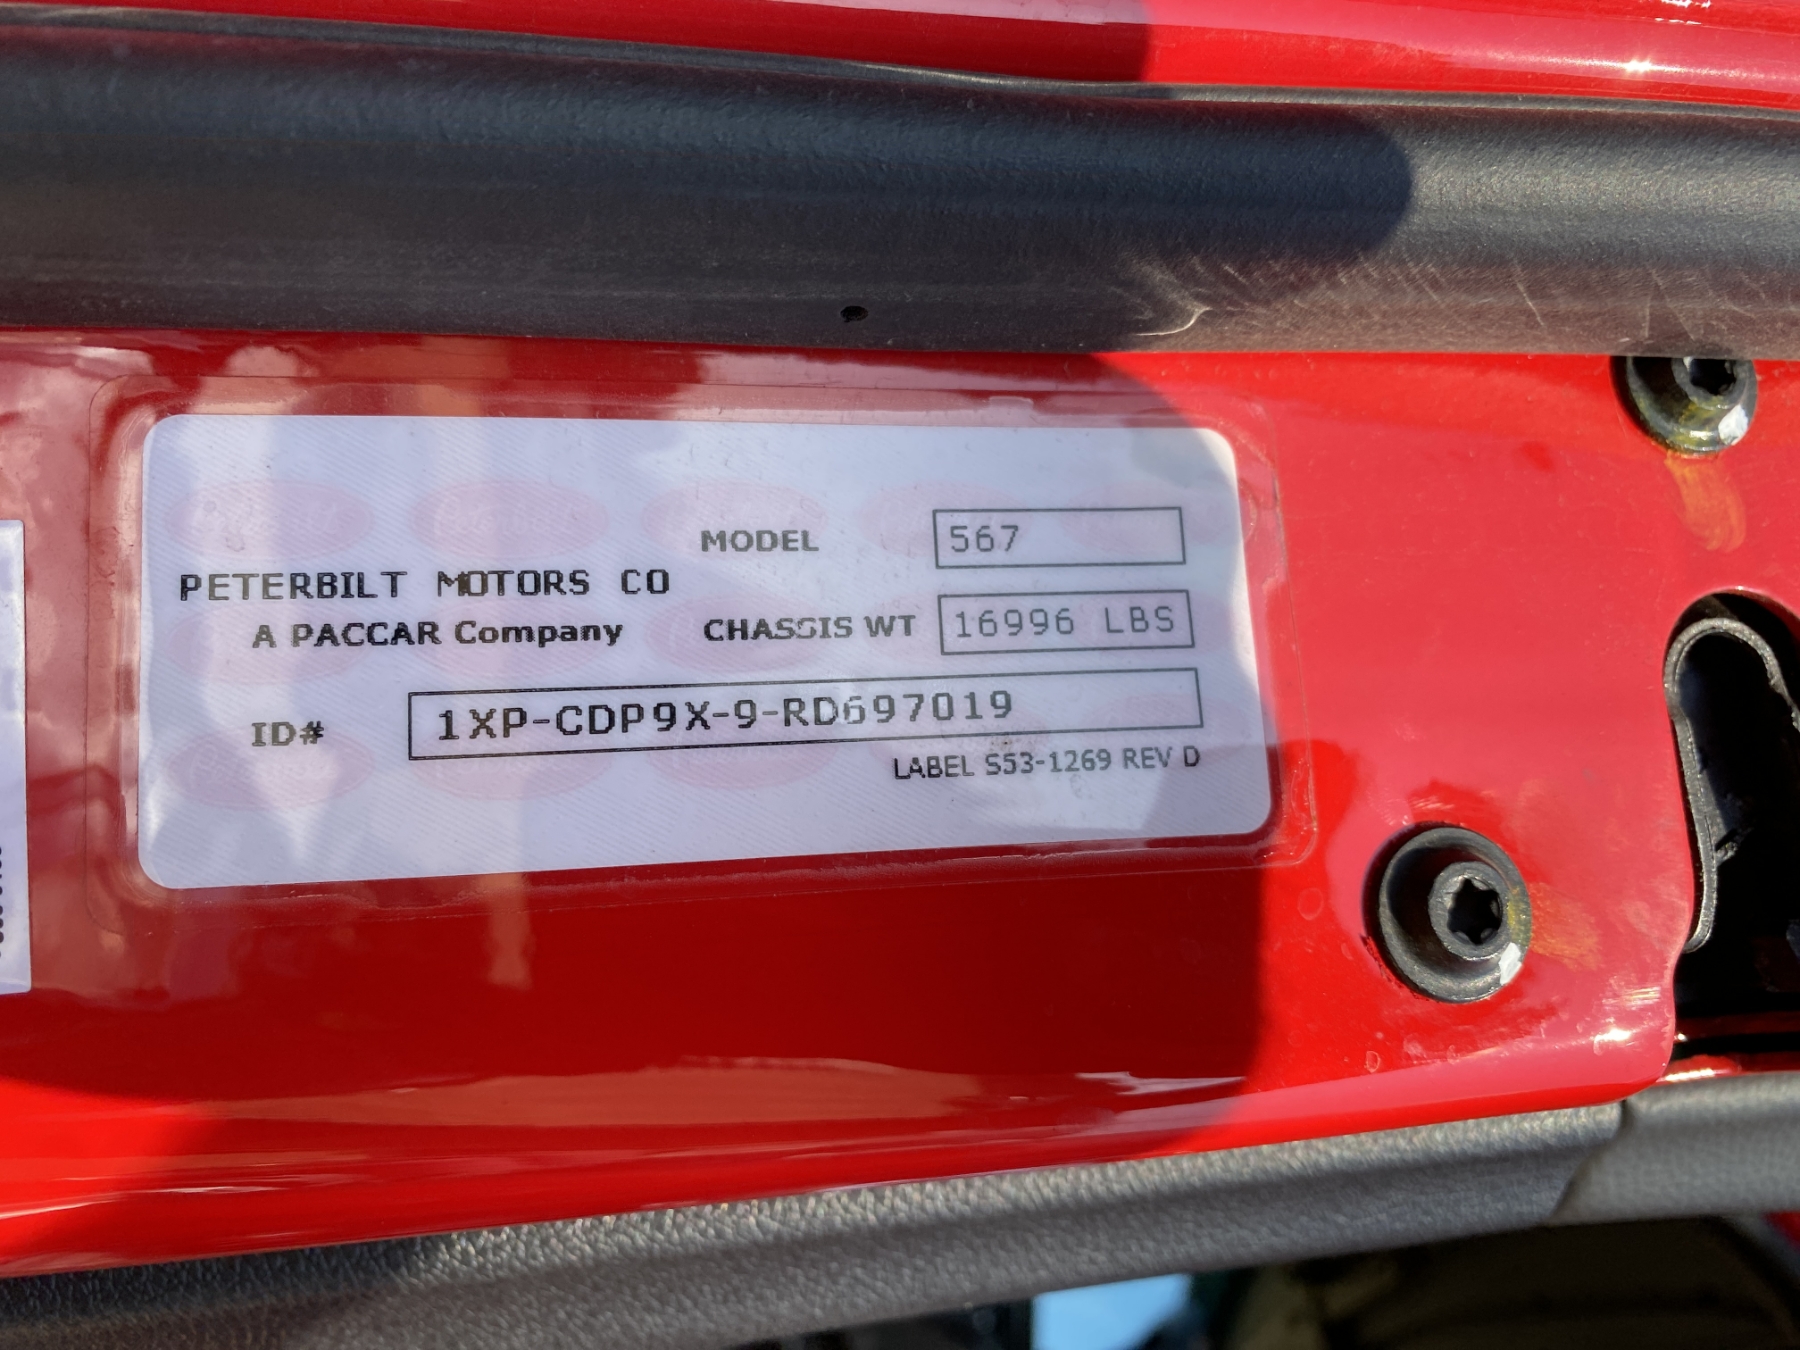 MODEL 567
PETERBILT MOTORS CO
A PACCAR Company
CHASSIS WT 16996 LBS
ID# 1XP-CDP9X-9-RD697019
LABEL S53-1269 REV D